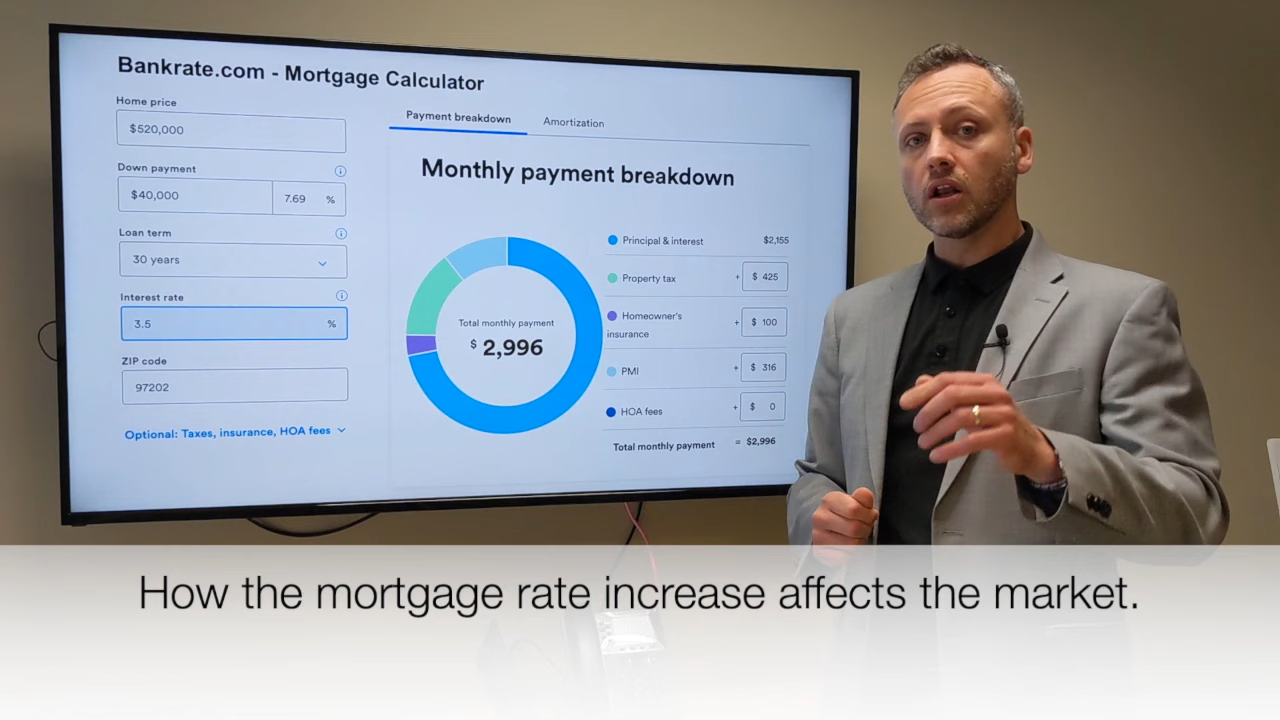 Bankrate.com - Mortgage Calculator
Home price
$520,000
Down payment
$40,000
7.69 %
Loan term
30 years
Interest rate
3.5 %
ZIP code
97202
Optional: Taxes, insurance, HOA fees
Payment breakdown
Amortization
Monthly payment breakdown
Total monthly payment
$ 2,996
Principal & interest $2,155
Property tax + $ 425
Homeowner's
insurance + $ 100
PMI + $ 316
HOA fees + $ 0
Total monthly payment = $2,996
How the mortgage rate increase affects the market.